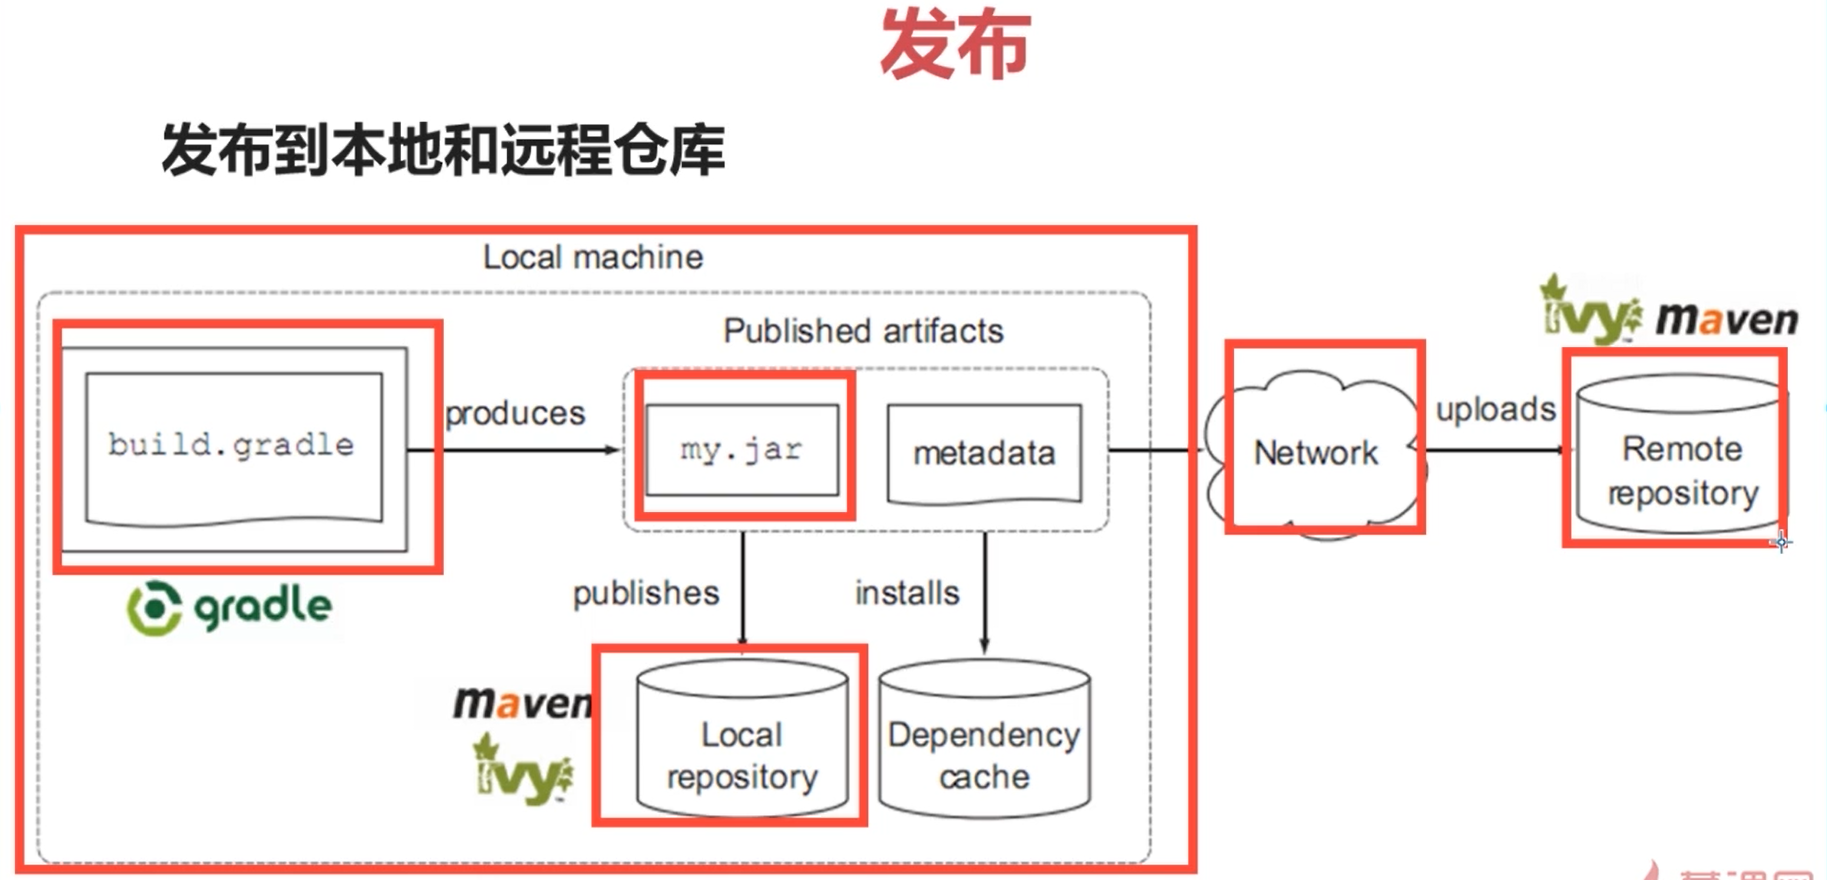 发布
发布到本地和远程仓库
Local machine
Published artifacts
ivy maven
build.gradle
produces
my.jar
metadata
Network
uploads
Remote
repository
gradle
publishes
installs
maven
ivy
Local
repository
Dependency
cache